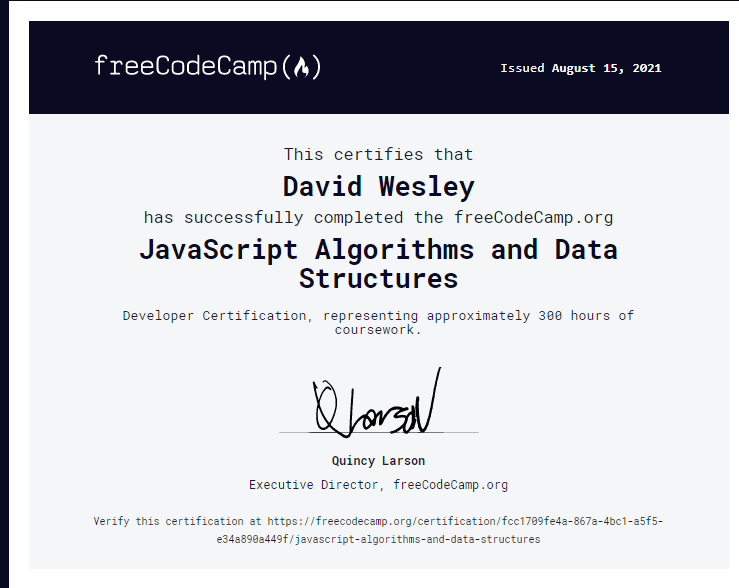 freeCodeCamp(🔥)
Issued August 15, 2021
This certifies that
David Wesley
has successfully completed the freeCodeCamp.org
JavaScript Algorithms and Data
Structures
Developer Certification, representing approximately 300 hours of
coursework.
Q Larson
Quincy Larson
Executive Director, freeCodeCamp.org
Verify this certification at https://freecodecamp.org/certification/fcc1709fe4a-867a-4bc1-a5f5-
e34a890a449f/javascript-algorithms-and-data-structures